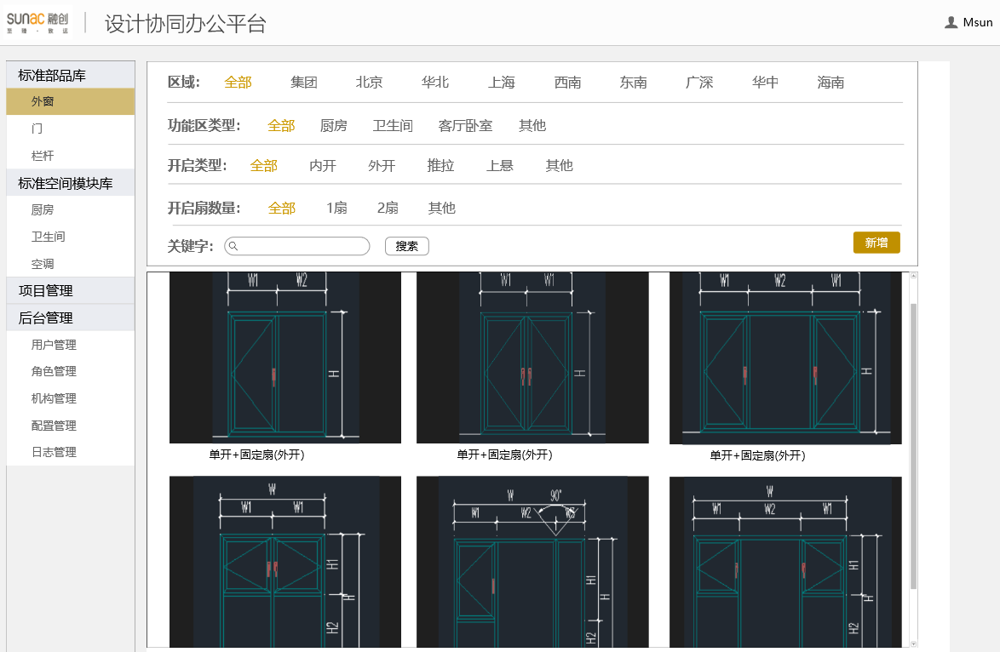 sunac 融创
至臻·致远
设计协同办公平台
Msun
标准部品库
外窗
门
栏杆
标准空间模块库
厨房
卫生间
空调
项目管理
后台管理
用户管理
角色管理
机构管理
配置管理
日志管理
区域: 全部 集团 北京 华北 上海 西南 东南 广深 华中 海南
功能区类型: 全部 厨房 卫生间 客厅卧室 其他
开启类型: 全部 内开 外开 推拉 上悬 其他
开启扇数量: 全部 1扇 2扇 其他
关键字: 搜索 新增
W1 W2
H
单开+固定扇(外开)
W1 W1
H
单开+固定扇(外开)
W1 W2 W1
H
单开+固定扇(外开)
W
W1 W1
H1
H
H2
W 90°
W1 W2 W3
H1
H
H2
W
W1 W2 W1
H1
H
H2